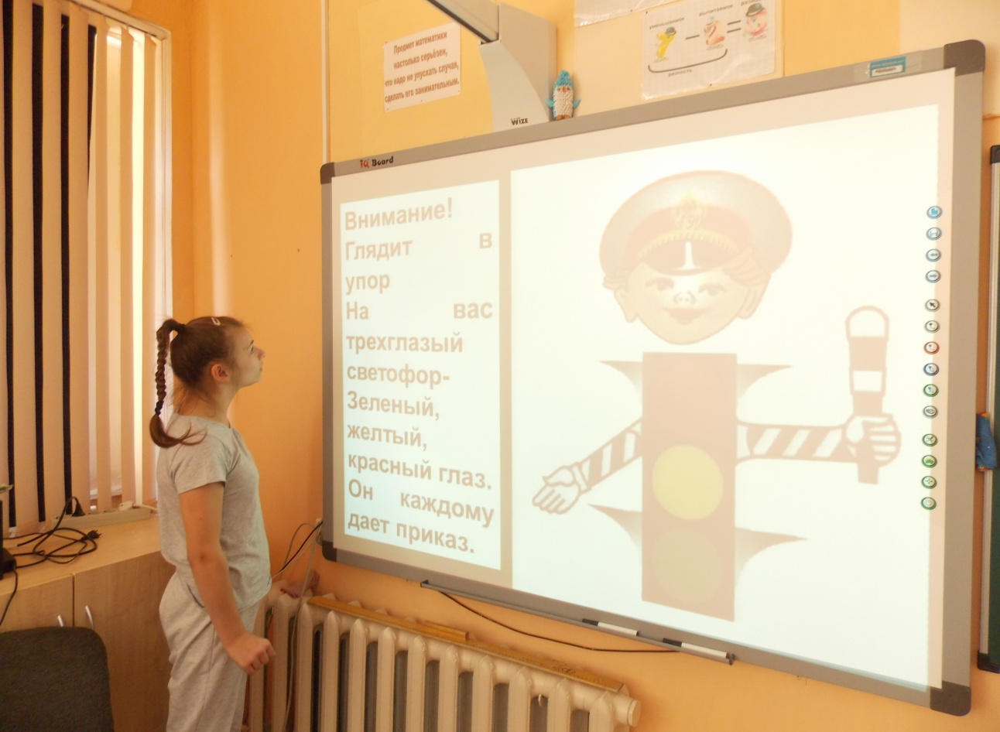 Предмет математики
настолько серьёзен,
что надо не упускать случая,
сделать его занимательным.
уменьшаемое
вычитаемое
разность
WIZE
IQ Board
Внимание!
Глядит в
упор
На вас
трехглазый
светофор-
Зеленый,
желтый,
красный глаз.
Он каждому
дает приказ.